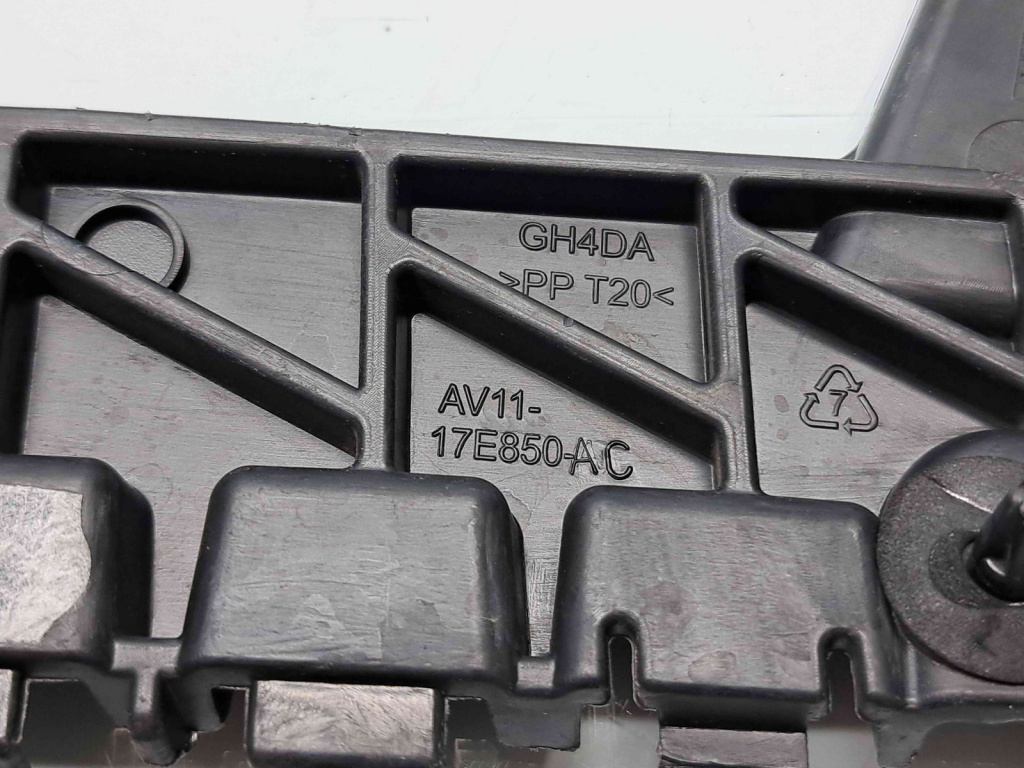 GH4DA
>PP T20<
AV11-
17E850-AC
7